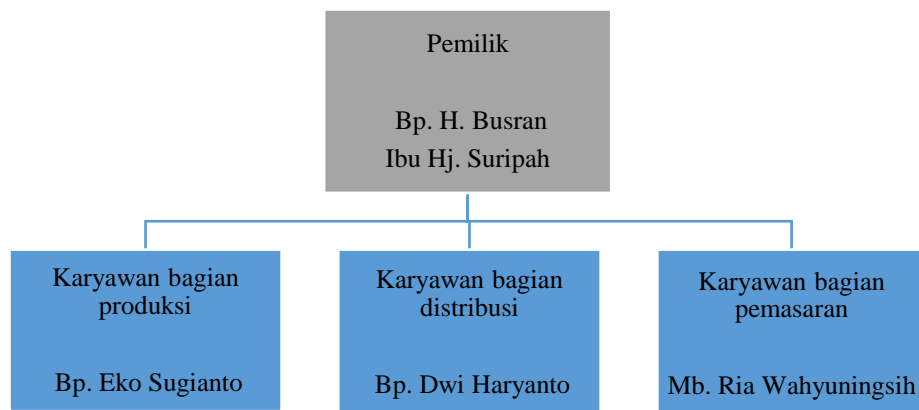 Pemilik
Bp. H. Busran
Ibu Hj. Suripah
Karyawan bagian
produksi
Bp. Eko Sugianto
Karyawan bagian
distribusi
Bp. Dwi Haryanto
Karyawan bagian
pemasaran
Mb. Ria Wahyuningsih